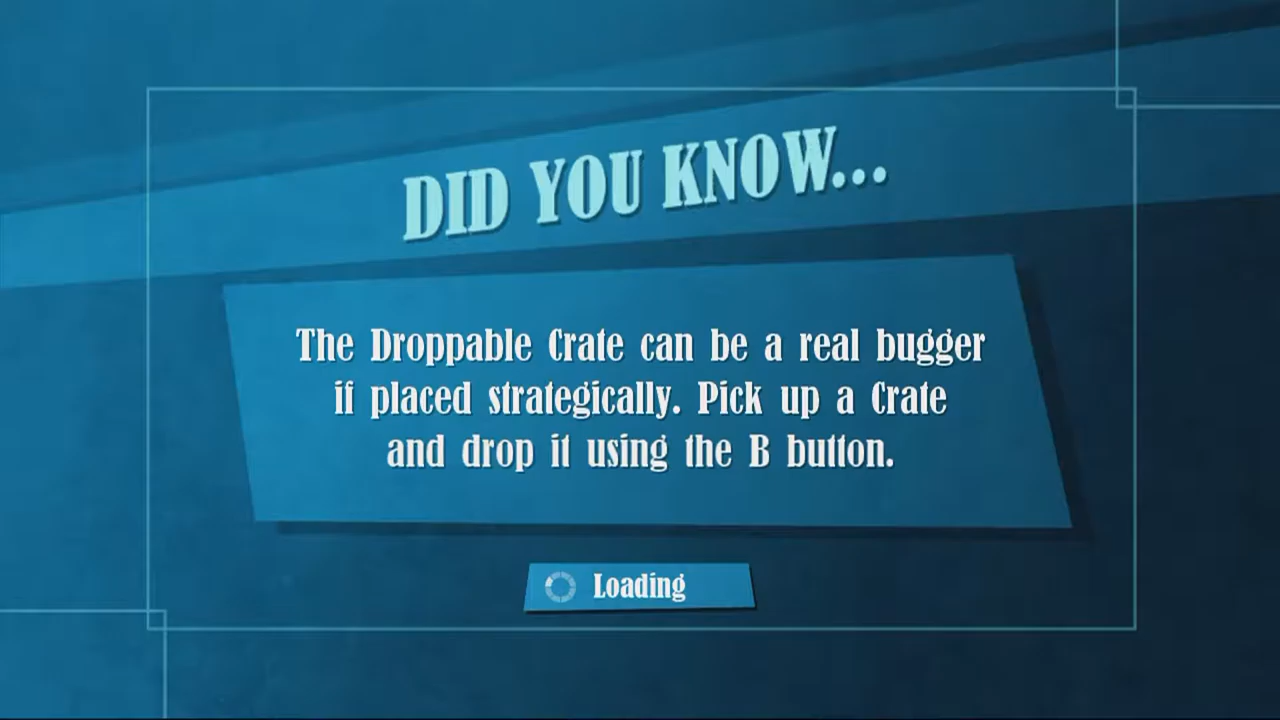 DID YOU KNOW...
The Droppable Crate can be a real bugger
if placed strategically. Pick up a Crate
and drop it using the B button.
Loading